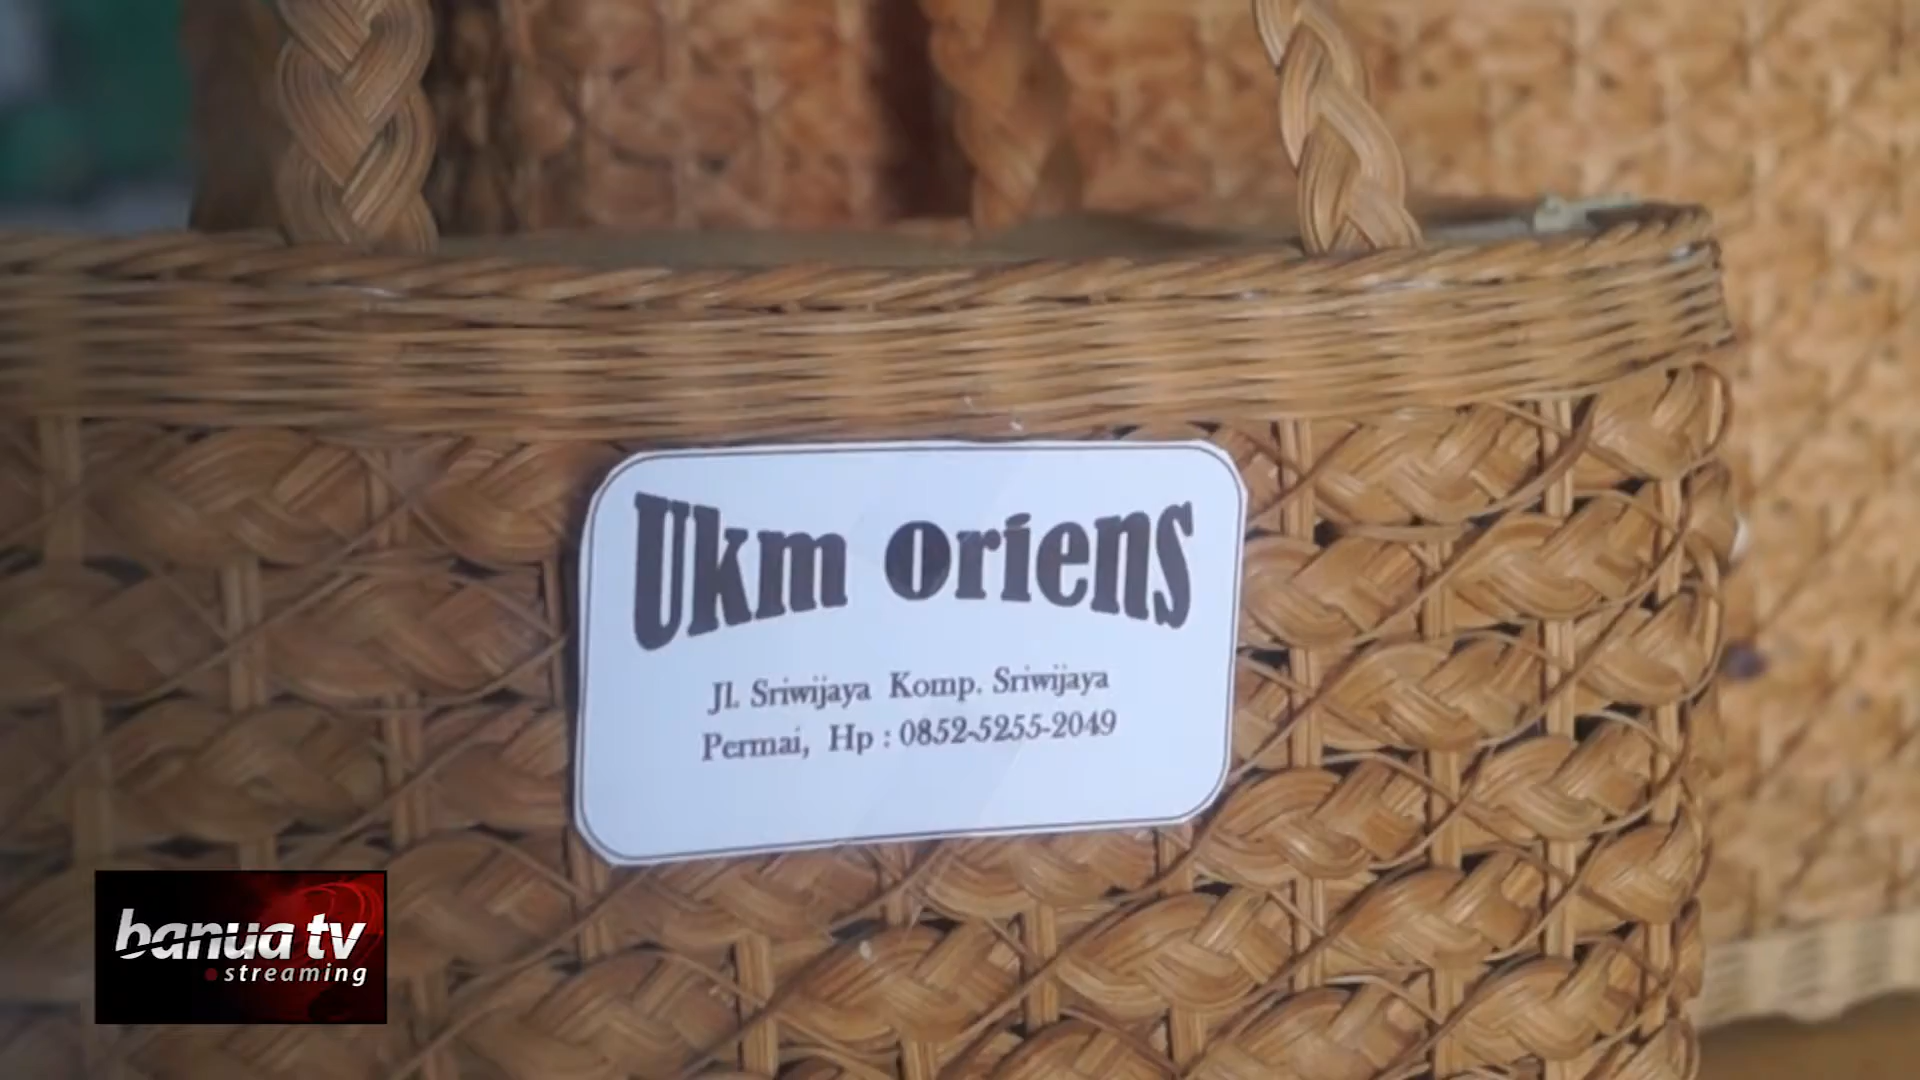 Ukm oriens
Jl. Sriwijaya Komp. Sriwijaya
Permai, Hp : 0852-5255-2049
banua tv
streaming